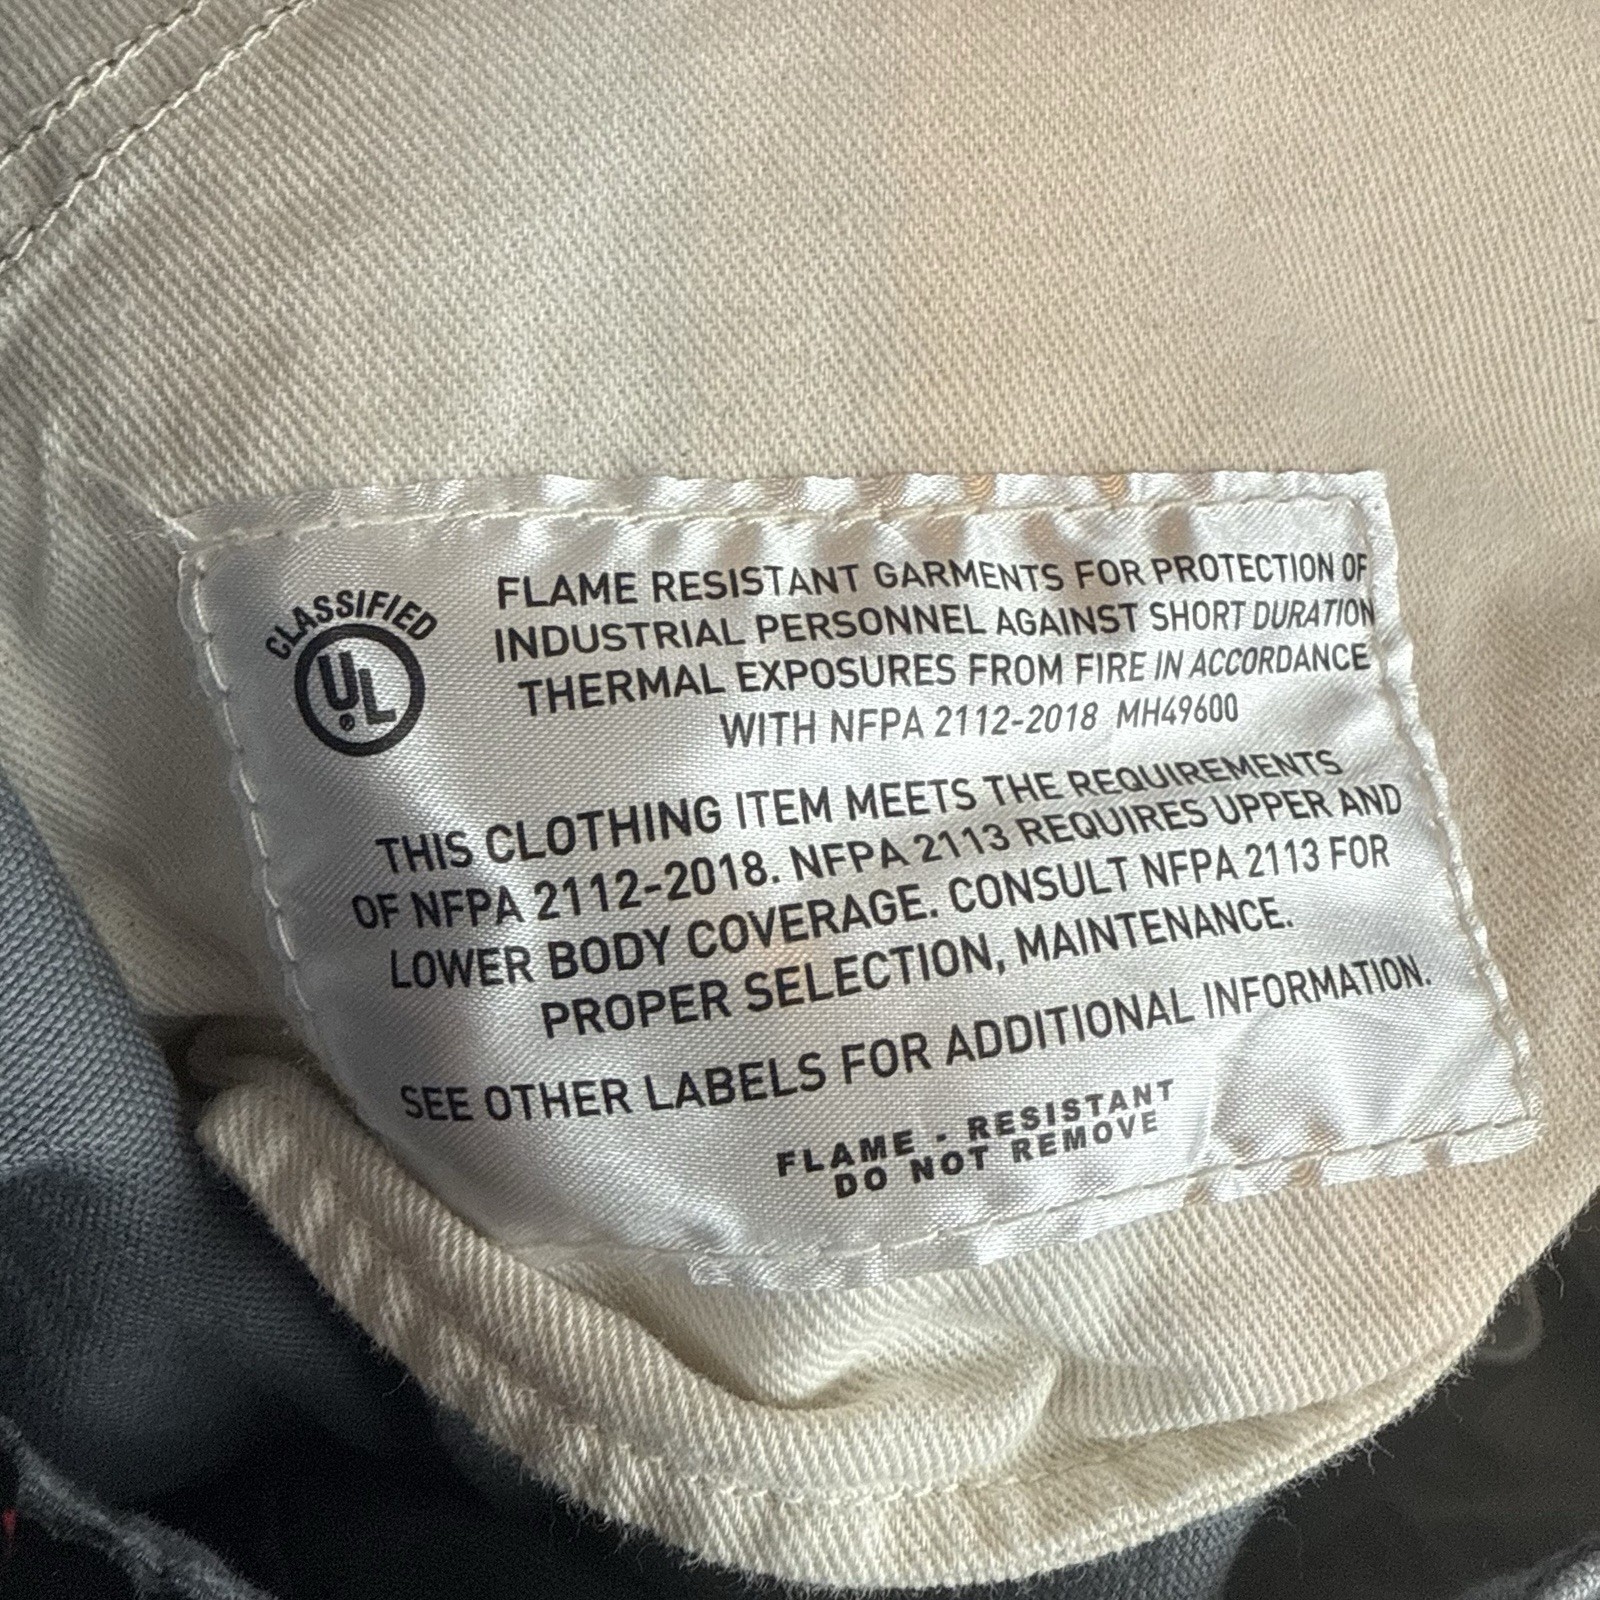 CLASSIFIED
UL
FLAME RESISTANT GARMENTS FOR PROTECTION OF
INDUSTRIAL PERSONNEL AGAINST SHORT DURATION
THERMAL EXPOSURES FROM FIRE IN ACCORDANCE
WITH NFPA 2112-2018 MH49600
THIS CLOTHING ITEM MEETS THE REQUIREMENTS
OF NFPA 2112-2018. NFPA 2113 REQUIRES UPPER AND
LOWER BODY COVERAGE. CONSULT NFPA 2113 FOR
PROPER SELECTION, MAINTENANCE.
SEE OTHER LABELS FOR ADDITIONAL INFORMATION.
FLAME - RESISTANT
DO NOT REMOVE